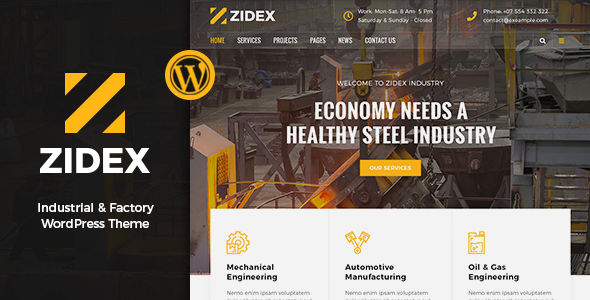 ZIDEX
Industrial & Factory
WordPress Theme
W
ZIDEX
Work. Mon-Sat. 8 Am- 5 Pm
Saturday & Sunday - Closed
Phone: +07 554 332 322
contact@example.com
HOME SERVICES PROJECTS PAGES NEWS CONTACT US
WELCOME TO ZIDEX INDUSTRY
ECONOMY NEEDS A
HEALTHY STEEL INDUSTRY
OUR SERVICES
Mechanical
Engineering
Nemo enim ipsam voluptatem
Automotive
Manufacturing
Nemo enim ipsam voluptatem
Oil & Gas
Engineering
Nemo enim ipsam voluptatem